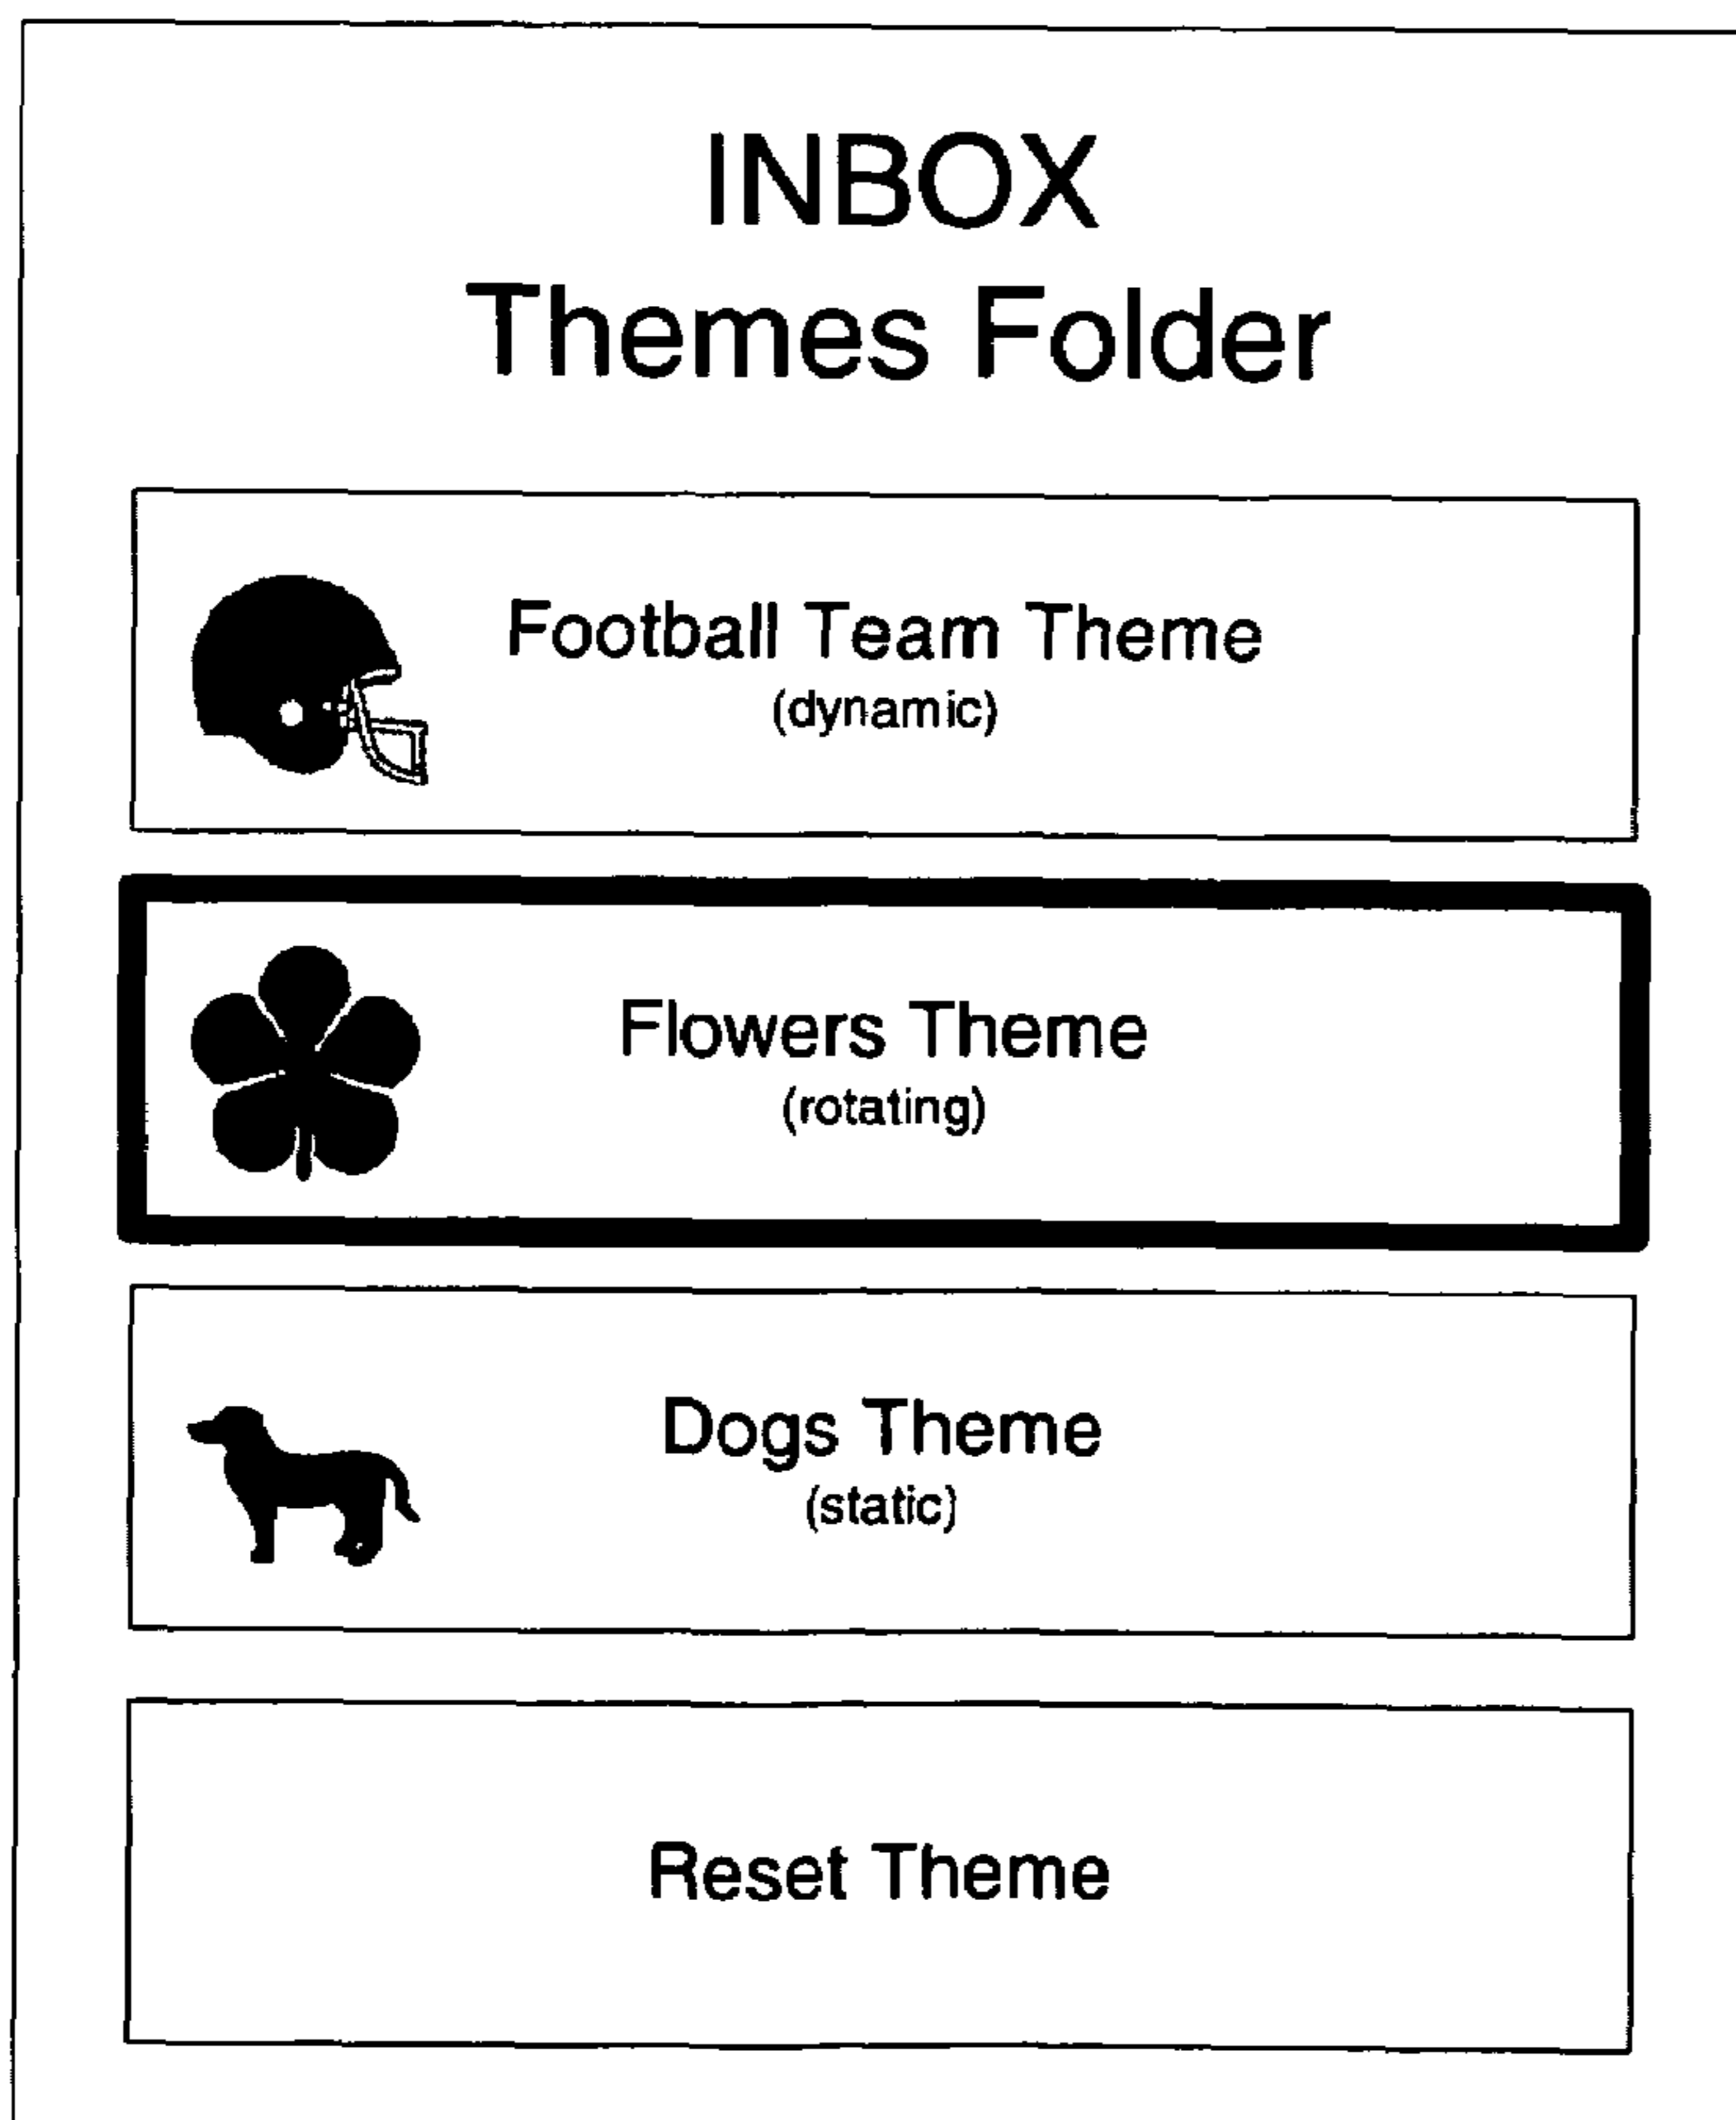 INBOX
Themes Folder
Football Team Theme
(dynamic)
Flowers Theme
(rotating)
Dogs Theme
(static)
Reset Theme